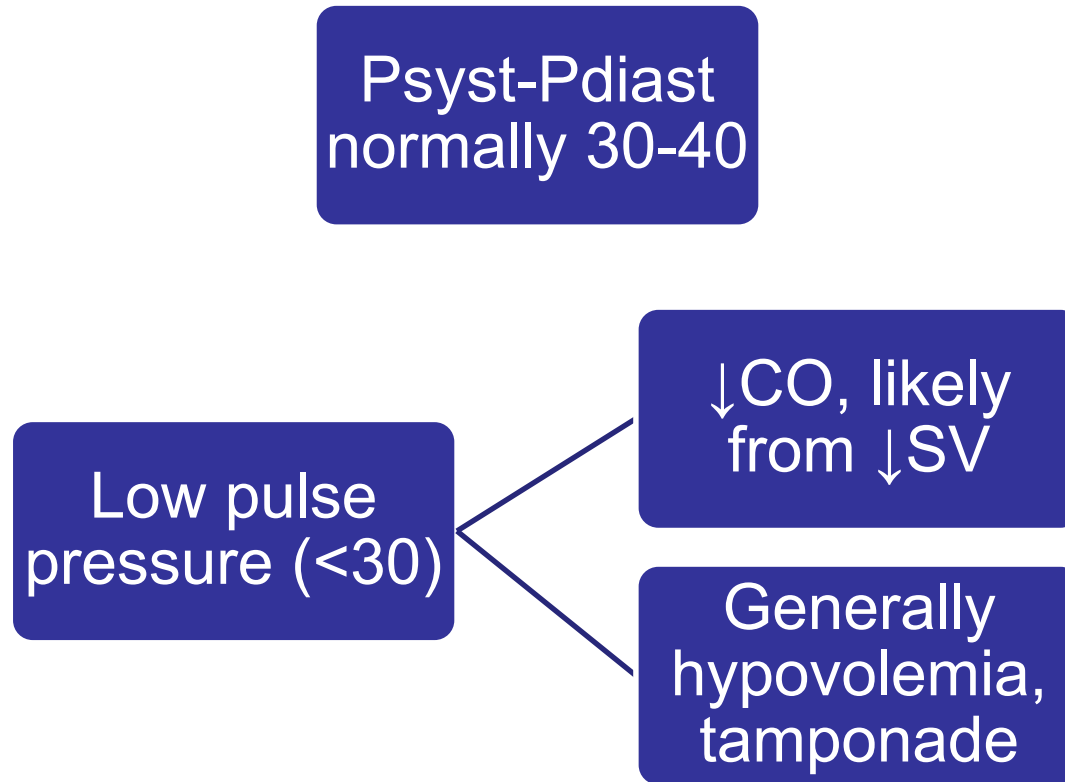 Psyst-Pdiast
normally 30-40
Low pulse
pressure (<30)
↓CO, likely
from ↓SV
Generally
hypovolemia,
tamponade